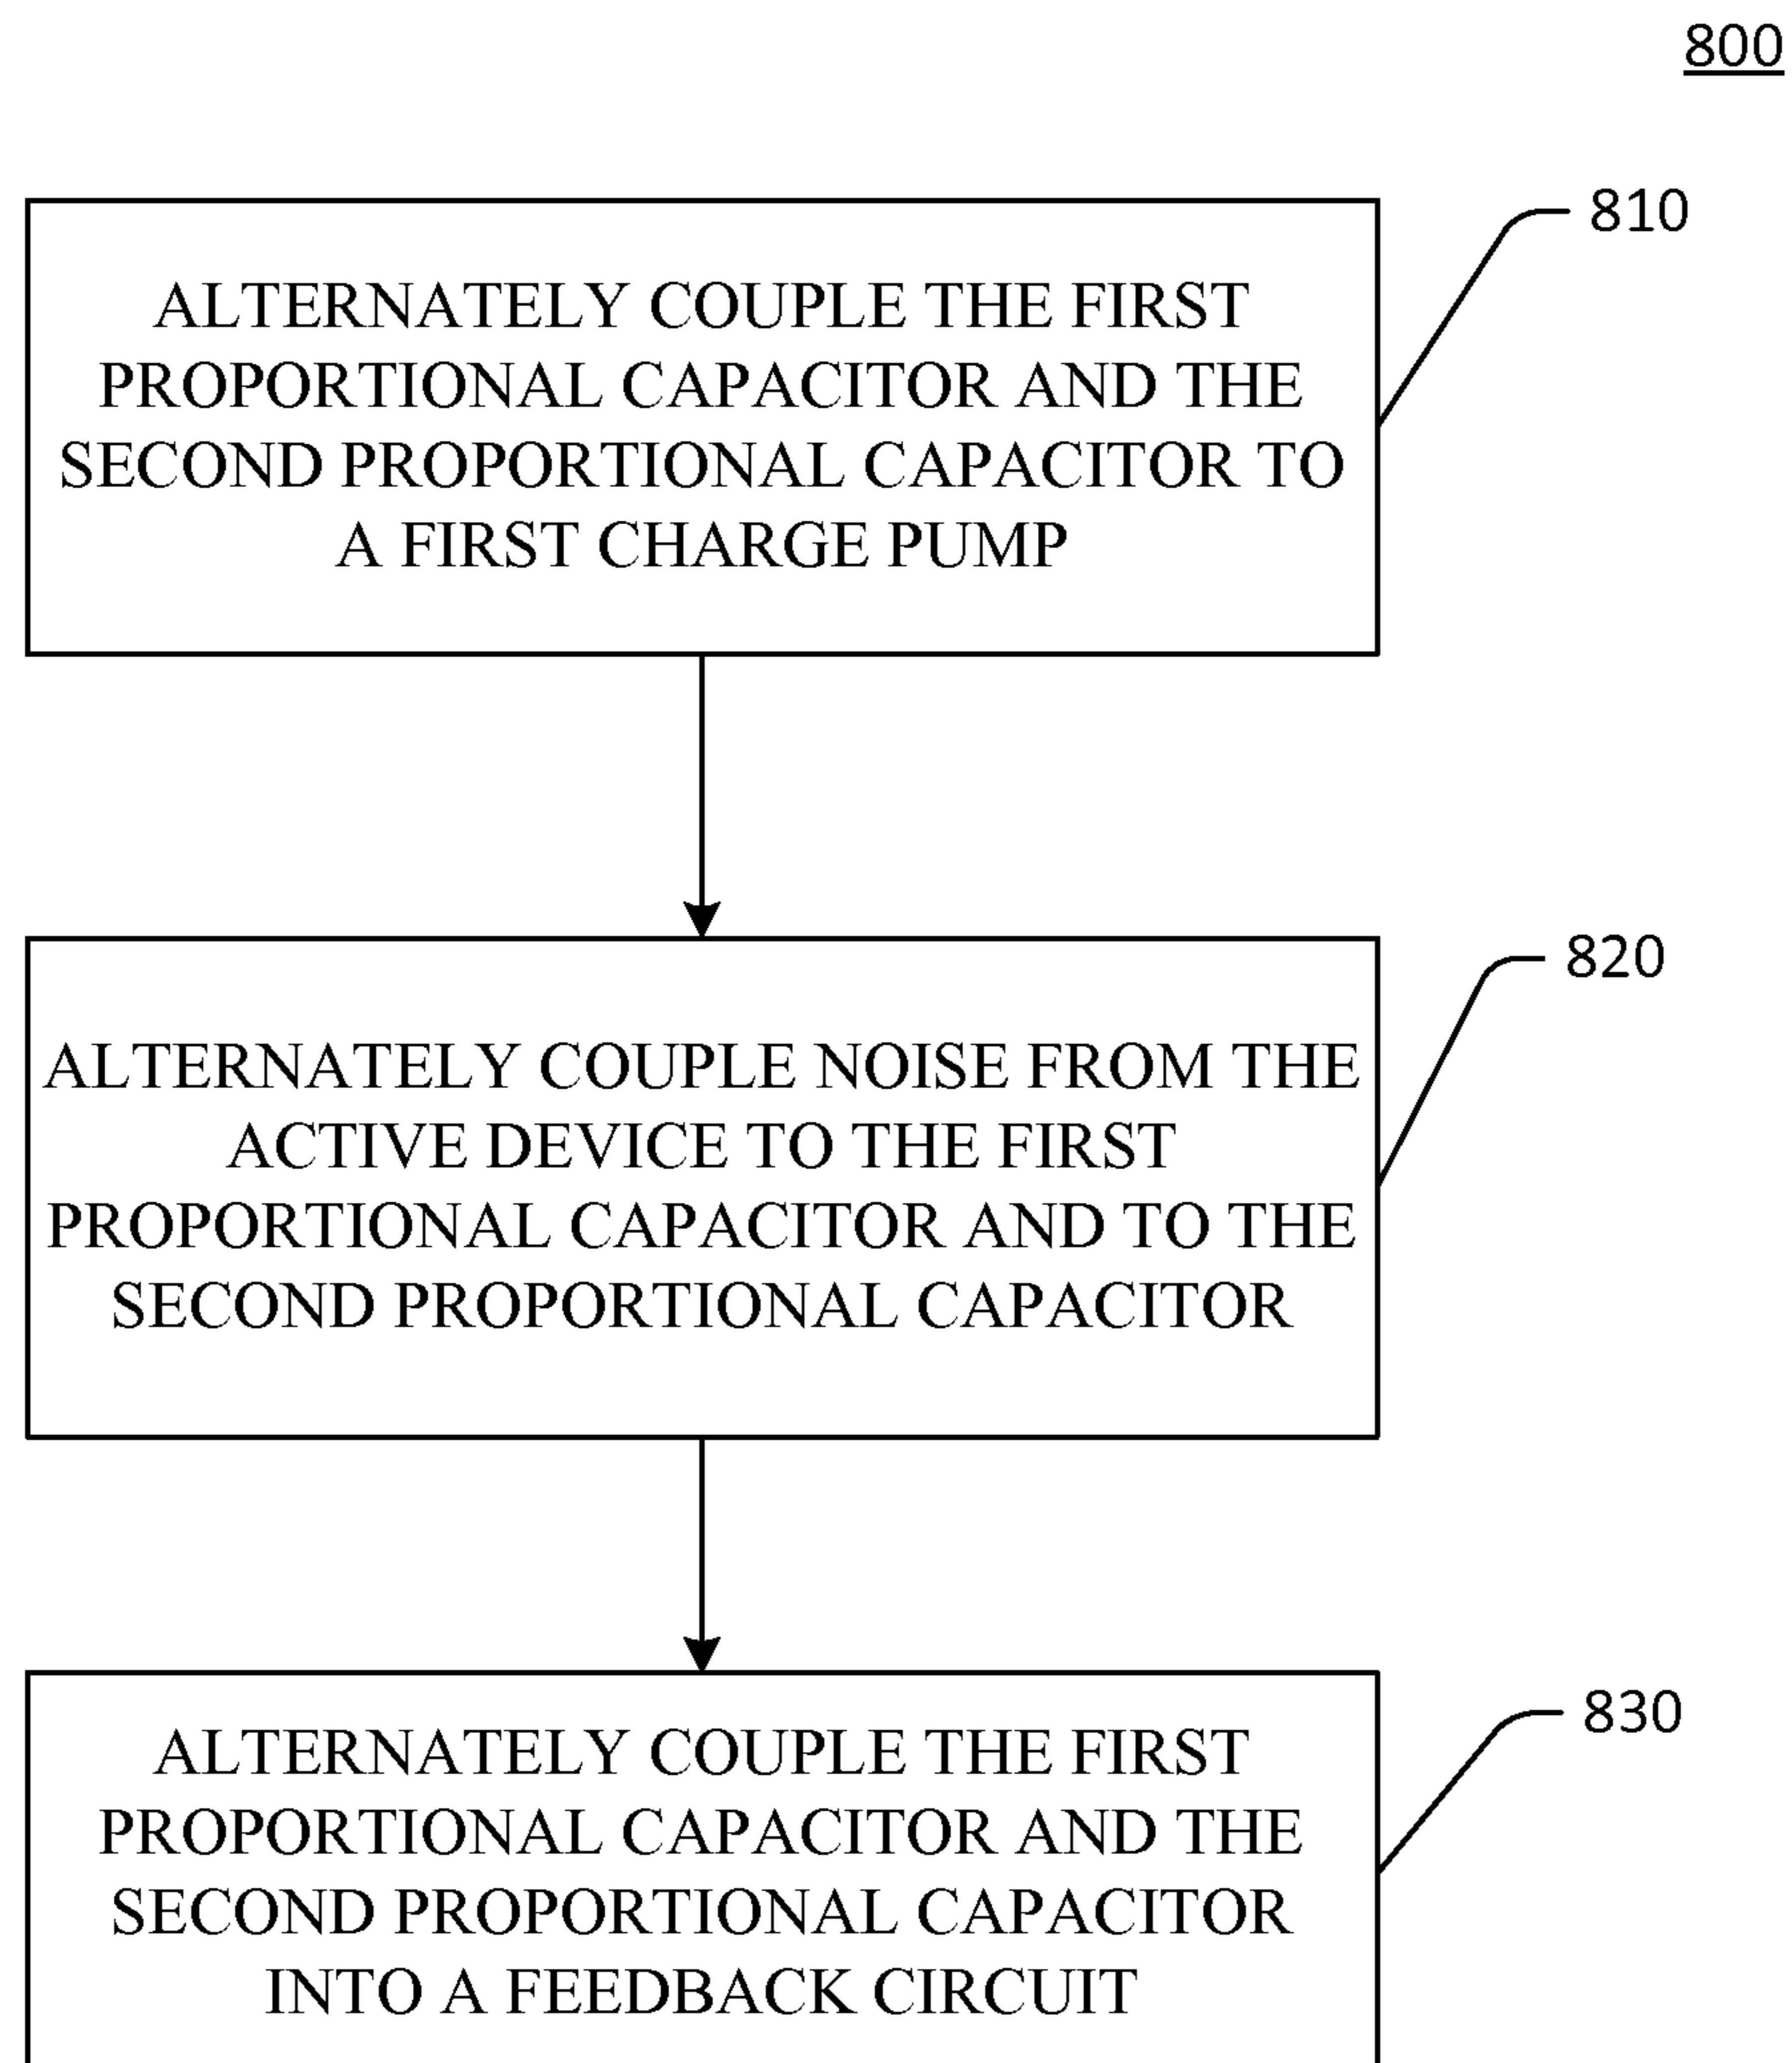 800
810
ALTERNATELY COUPLE THE FIRST
PROPORTIONAL CAPACITOR AND THE
SECOND PROPORTIONAL CAPACITOR TO
A FIRST CHARGE PUMP
820
ALTERNATELY COUPLE NOISE FROM THE
ACTIVE DEVICE TO THE FIRST
PROPORTIONAL CAPACITOR AND TO THE
SECOND PROPORTIONAL CAPACITOR
830
ALTERNATELY COUPLE THE FIRST
PROPORTIONAL CAPACITOR AND THE
SECOND PROPORTIONAL CAPACITOR
INTO A FEEDBACK CIRCUIT